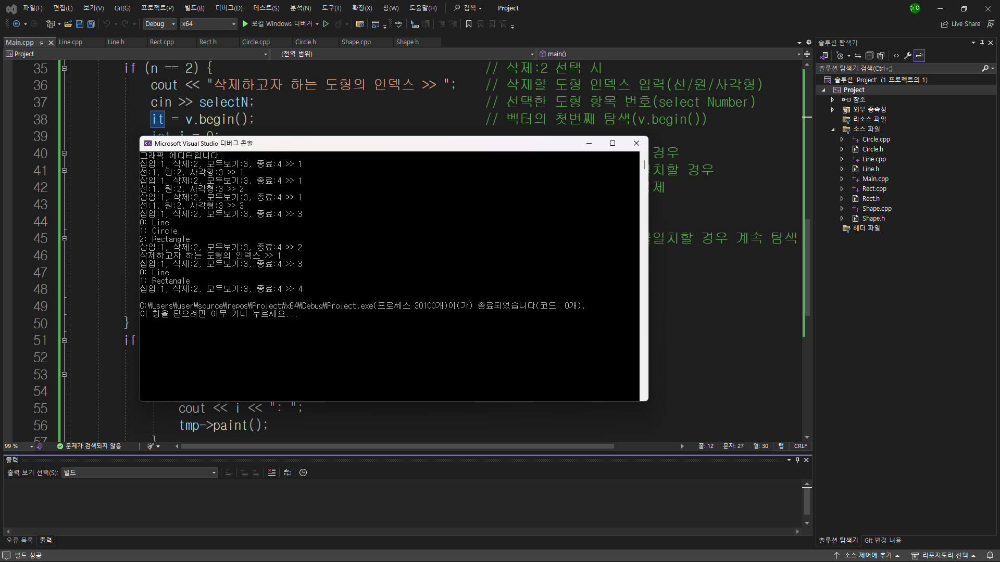 파일(F) 편집(E) 보기(V) Git(G) 프로젝트(P) 빌드(B) 디버그(D) 테스트(S) 분석(N) 도구(T) 확장(X) 창(W) 도움말(H) 검색 Project 순0
Debug x64 로컬 Windows 디버거 Live Share
Main.cpp Line.cpp Line.h Rect.cpp Rect.h Circle.cpp Circle.h Shape.cpp Shape.h
Project (전역 범위) main()
35 if (n == 2) { // 삭제:2 선택 시
36 cout << "삭제하고자 하는 도형의 인덱스 >> "; // 삭제할 도형 인덱스 입력(선/원/사각형)
37 cin >> selectN; // 선택한 도형 항목 번호(select Number)
38 it = v.begin(); // 벡터의 첫번째 탐색(v.begin())
39 int i = 0;
40 경우
41 치할 경우
42 제
43
44
45 불일치할 경우 계속 탐색
46
47
48
49
50 }
51 if
52
53
54
55 cout << i << ": ";
56 tmp->paint();
57 }
Microsoft Visual Studio 디버그 콘솔
그래픽 에디터입니다.
삽입:1, 삭제:2, 모두보기:3, 종료:4 >> 1
선:1, 원:2, 사각형:3 >> 1
삽입:1, 삭제:2, 모두보기:3, 종료:4 >> 1
선:1, 원:2, 사각형:3 >> 2
삽입:1, 삭제:2, 모두보기:3, 종료:4 >> 1
선:1, 원:2, 사각형:3 >> 3
삽입:1, 삭제:2, 모두보기:3, 종료:4 >> 3
0: Line
1: Circle
2: Rectangle
삽입:1, 삭제:2, 모두보기:3, 종료:4 >> 2
삭제하고자 하는 도형의 인덱스 >> 1
삽입:1, 삭제:2, 모두보기:3, 종료:4 >> 3
0: Line
1: Rectangle
삽입:1, 삭제:2, 모두보기:3, 종료:4 >> 4
C:₩Users₩user₩source₩repos₩Project₩x64₩Debug₩Project.exe(프로세스 30100개)이(가) 종료되었습니다(코드: 0개).
이 창을 닫으려면 아무 키나 누르세요...
99 % 문제가 검색되지 않음 줄: 12 문자: 27 열: 30 탭 CRLF
출력
출력 보기 선택(S): 빌드
오류 목록 출력
솔루션 탐색기
솔루션 탐색기 검색(Ctrl+;)
솔루션 'Project' (1 프로젝트의 1)
Project
참조
외부 종속성
리소스 파일
소스 파일
Circle.cpp
Circle.h
Line.cpp
Line.h
Main.cpp
Rect.cpp
Rect.h
Shape.cpp
Shape.h
헤더 파일
솔루션 탐색기 Git 변경 내용
빌드 성공 소스 제어에 추가 리포지토리 선택